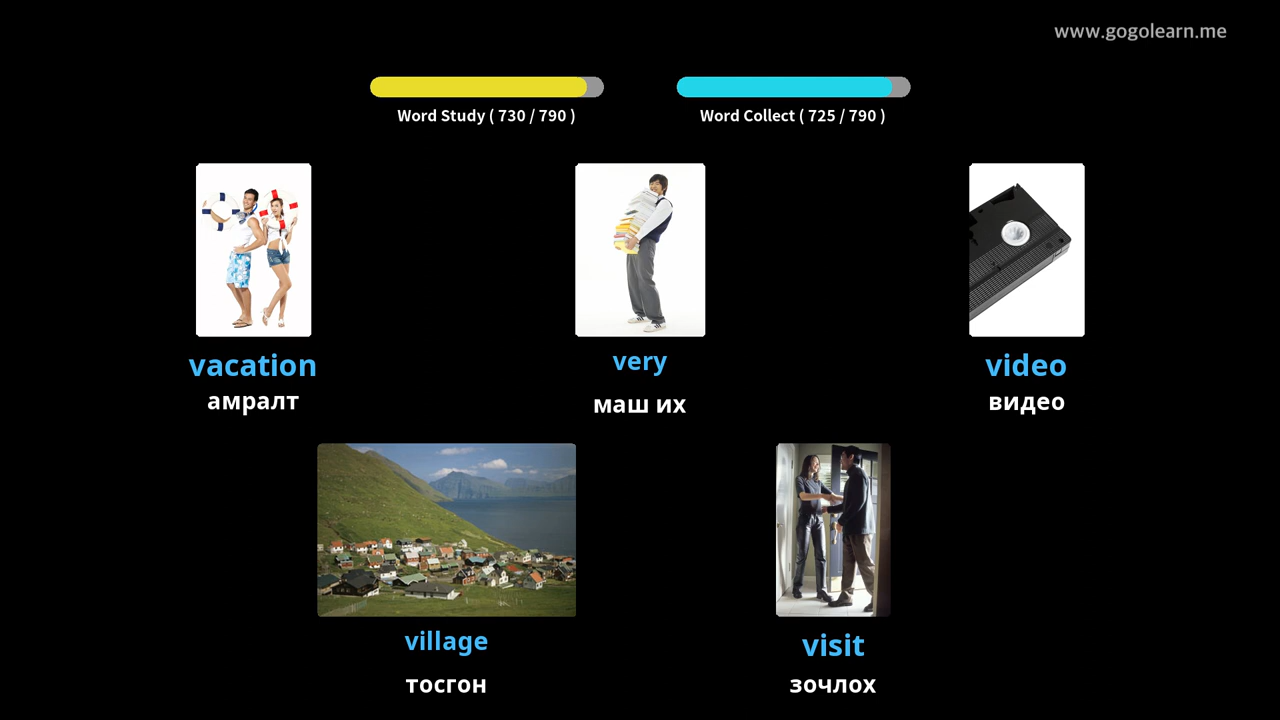 www.gogolearn.me
Word Study ( 730 / 790 )
Word Collect ( 725 / 790 )
vacation
амралт
very
маш их
video
видео
village
тосгон
visit
зочлох